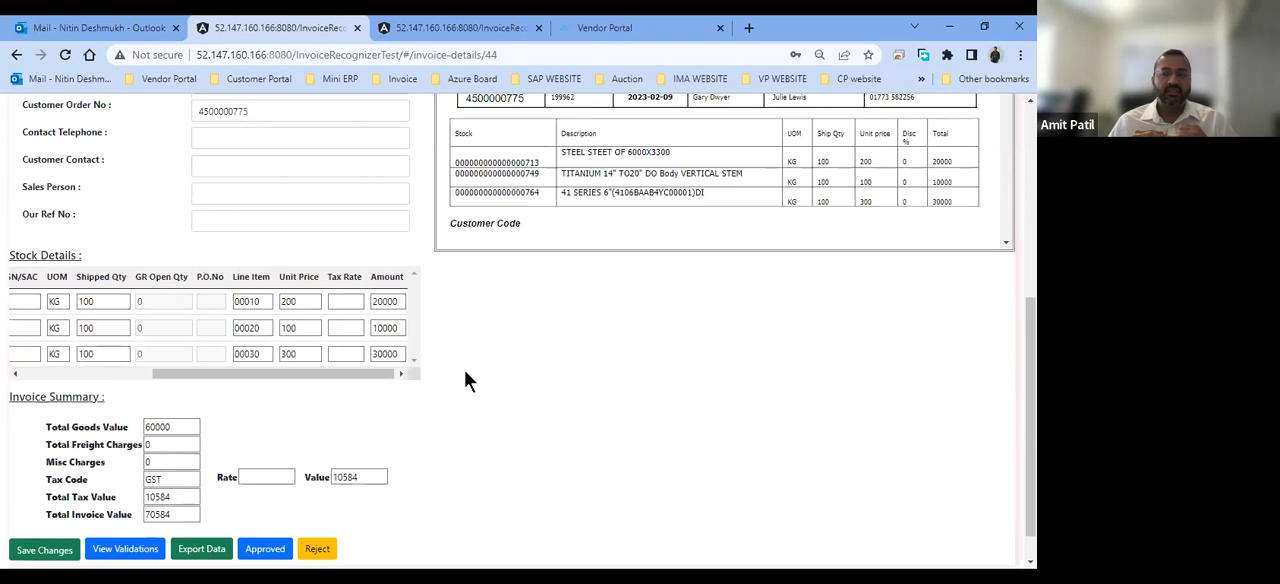 Mail - Nitin Deshmukh - Outlook
52.147.160.166:8080/InvoiceReco
52.147.160.166:8080/InvoiceReco
Vendor Portal
Not secure
52.147.160.166:8080/InvoiceRecognizerTest/#/invoice-details/44
Mail - Nitin Deshm...
Vendor Portal
Customer Portal
Mini ERP
Invoice
Azure Board
SAP WEBSITE
Auction
IMA WEBSITE
VP WEBSITE
CP website
»
Other bookmarks
Customer Order No :
4500000775
Contact Telephone :
Customer Contact :
Sales Person :
Our Ref No :
4500000775 199962 2023-02-09 Gary Dwyer Julie Lewis 01773 582256
Stock Description UOM Ship Qty Unit price Disc % Total
STEEL STEET OF 6000X3300
000000000000000713 KG 100 200 0 20000
000000000000000749 TITANIUM 14" TO20" DO Body VERTICAL STEM
KG 100 100 0 10000
000000000000000764 41 SERIES 6"(4106BAAB4YC00001)DI
KG 100 300 0 30000
Customer Code
Stock Details :
N/SAC UOM Shipped Qty GR Open Qty P.O.No Line Item Unit Price Tax Rate Amount
KG 100 0 00010 200 20000
KG 100 0 00020 100 10000
KG 100 0 00030 300 30000
Invoice Summary :
Total Goods Value 60000
Total Freight Charges 0
Misc Charges 0
Tax Code GST
Rate Value 10584
Total Tax Value 10584
Total Invoice Value 70584
Save Changes
View Validations
Export Data
Approved
Reject
Amit Patil